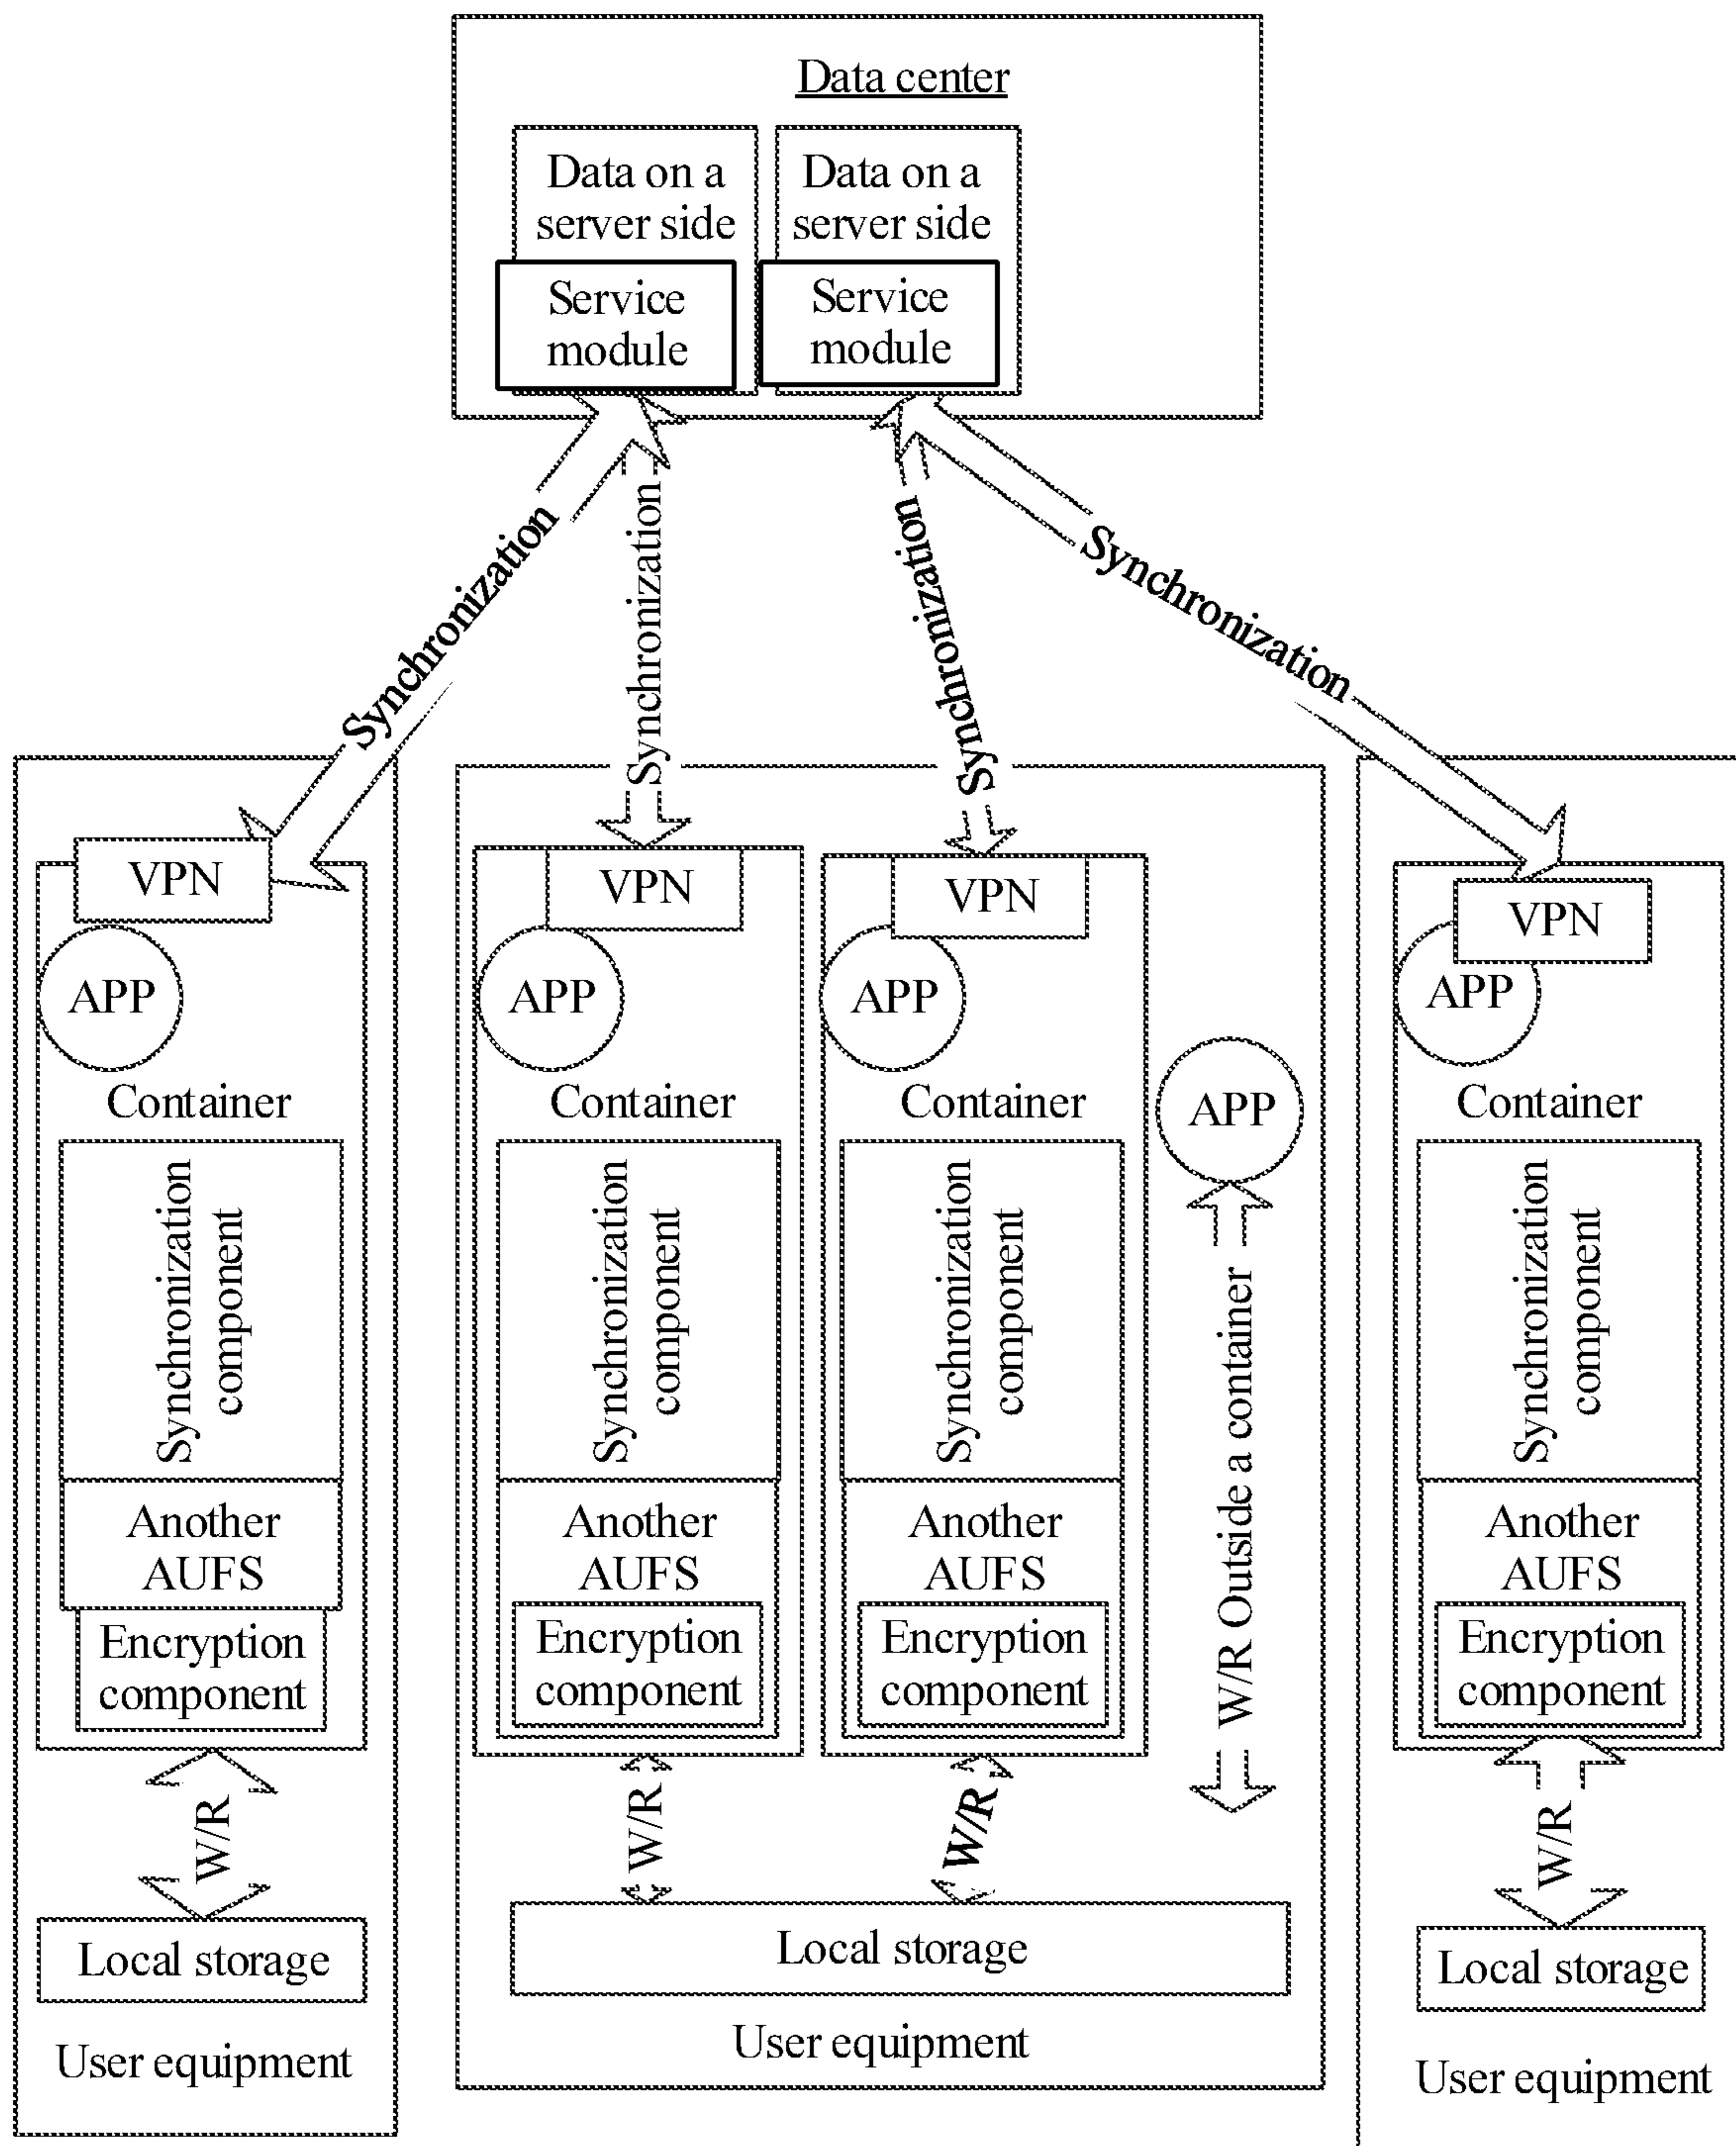 Data center
Data on a
server side
Service
module
Data on a
server side
Service
module
Synchronization
Synchronization
Synchronization
Synchronization
VPN
APP
Container
Synchronization
component
Another
AUFS
Encryption
component
W/R
Local storage
User equipment
VPN
APP
Container
Synchronization
component
Another
AUFS
Encryption
component
W/R
VPN
APP
Container
Synchronization
component
Another
AUFS
Encryption
component
W/R
APP
W/R Outside a container
Local storage
User equipment
VPN
APP
Container
Synchronization
component
Another
AUFS
Encryption
component
W/R
Local storage
User equipment